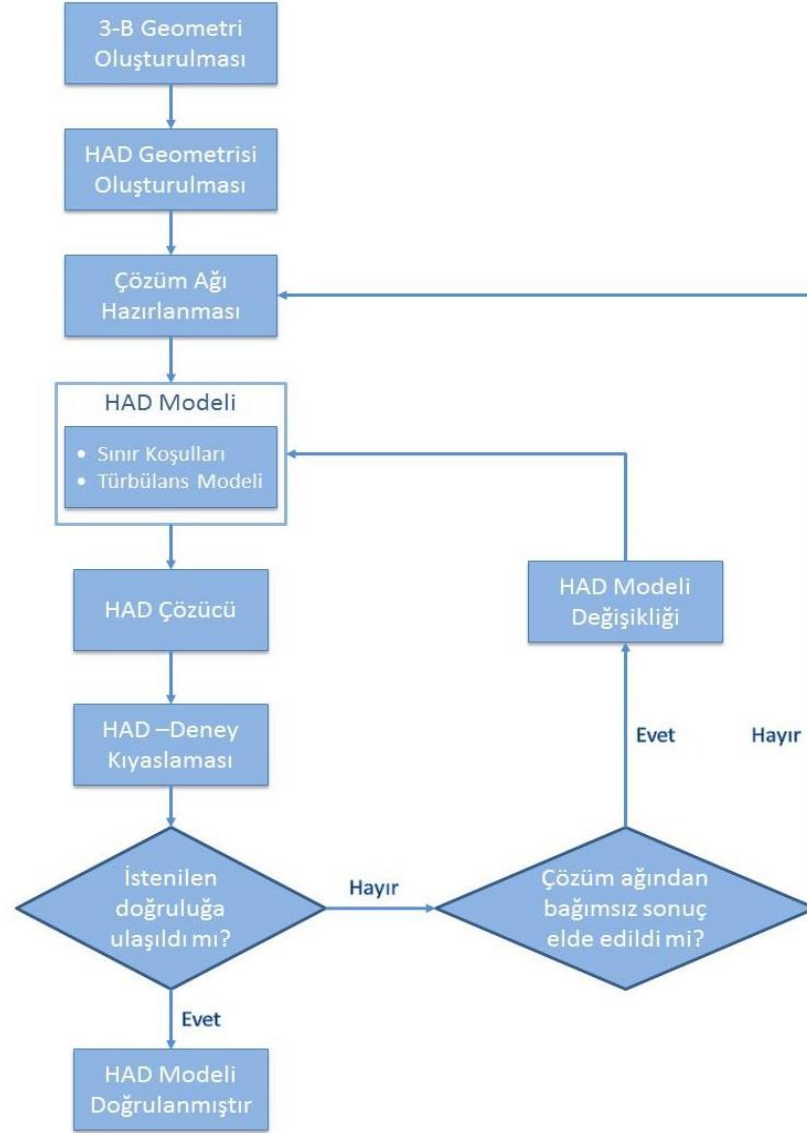 3-B Geometri
Oluşturulması
HAD Geometrisi
Oluşturulması
Çözüm Ağı
Hazırlanması
HAD Modeli
• Sınır Koşulları
• Türbülans Modeli
HAD Çözücü
HAD Modeli
Değişikliği
HAD –Deney
Kıyaslaması
Evet
Hayır
İstenilen
doğruluğa
ulaşıldı mı?
Hayır
Çözüm ağından
bağımsız sonuç
elde edildi mi?
Evet
HAD Modeli
Doğrulanmıştır